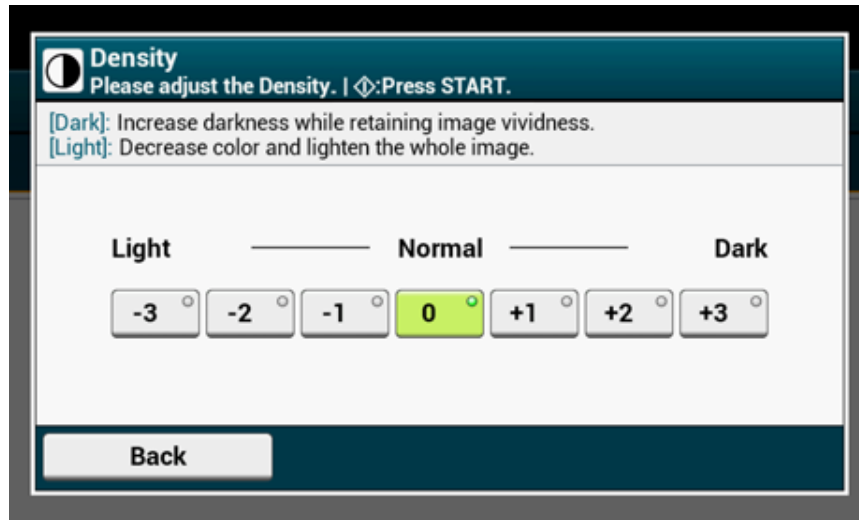 Density
Please adjust the Density. | :Press START.
[Dark]: Increase darkness while retaining image vividness.
[Light]: Decrease color and lighten the whole image.
Light Normal Dark
-3 -2 -1 0 +1 +2 +3
Back